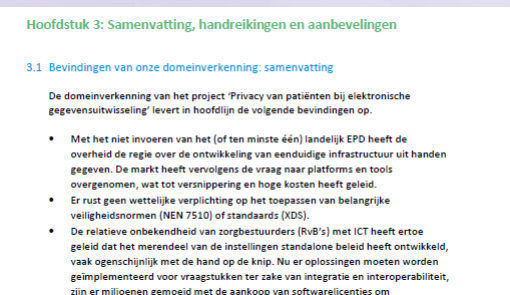 Hoofdstuk 3: Samenvatting, handreikingen en aanbevelingen
3.1 Bevindingen van onze domeinverkenning: samenvatting
De domeinverkenning van het project ‘Privacy van patiënten bij elektronische
gegevensuitwisseling’ levert in hoofdlijn de volgende bevindingen op.
• Met het niet invoeren van het (of ten minste één) landelijk EPD heeft de
overheid de regie over de ontwikkeling van eenduidige infrastructuur uit handen
gegeven. De markt heeft vervolgens de vraag naar platforms en tools
overgenomen, wat tot versnippering en hoge kosten heeft geleid.
• Er rust geen wettelijke verplichting op het toepassen van belangrijke
veiligheidsnormen (NEN 7510) of standaards (XDS).
• De relatieve onbekendheid van zorgbestuurders (RvB’s) met ICT heeft ertoe
geleid dat het merendeel van de instellingen standalone beleid heeft ontwikkeld,
vaak ogenschijnlijk met de hand op de knip. Nu er oplossingen moeten worden
geïmplementeerd voor vraagstukken ter zake van integratie en interoperabiliteit,
zijn er miljoenen gemoeid met de aankoop van softwarelicenties om